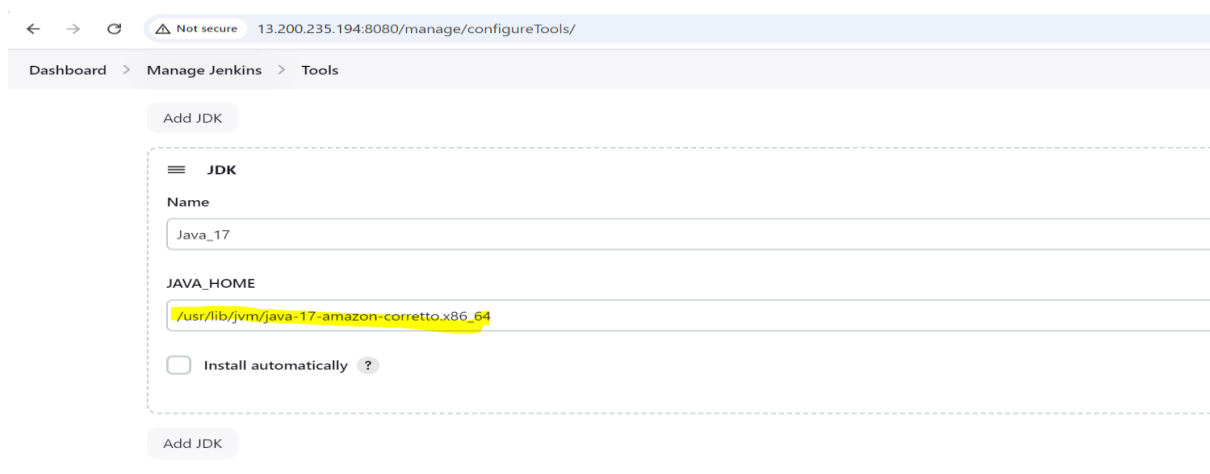 Not secure 13.200.235.194:8080/manage/configureTools/
Dashboard > Manage Jenkins > Tools
Add JDK
JDK
Name
Java_17
JAVA_HOME
/usr/lib/jvm/java-17-amazon-corretto.x86_64
Install automatically ?
Add JDK